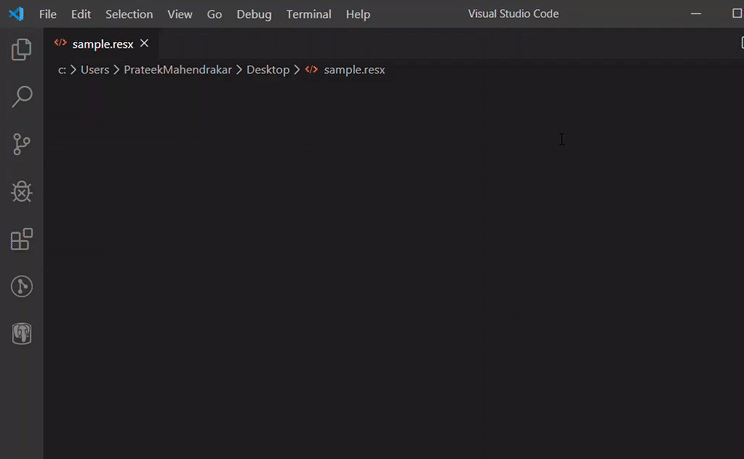 File Edit Selection View Go Debug Terminal Help Visual Studio Code
</> sample.resx
c: > Users > PrateekMahendrakar > Desktop > </> sample.resx